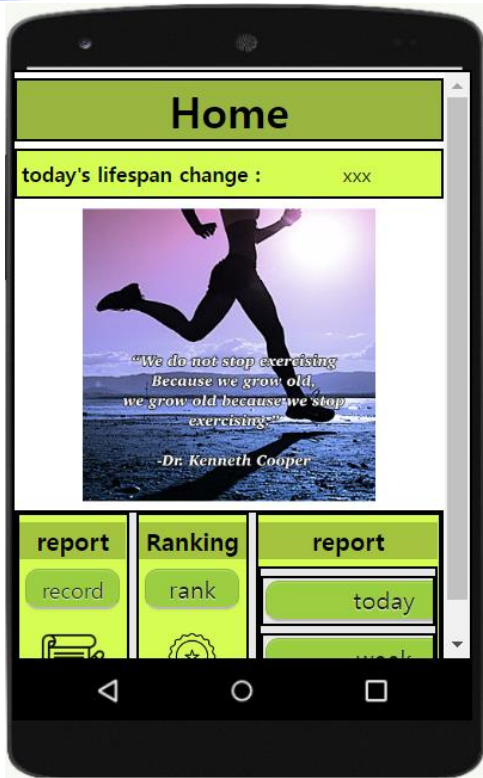 Home
today's lifespan change : xxx
“We do not stop exercising
Because we grow old,
we grow old because we stop
exercising.”
-Dr. Kenneth Cooper
report Ranking report
record rank today
week